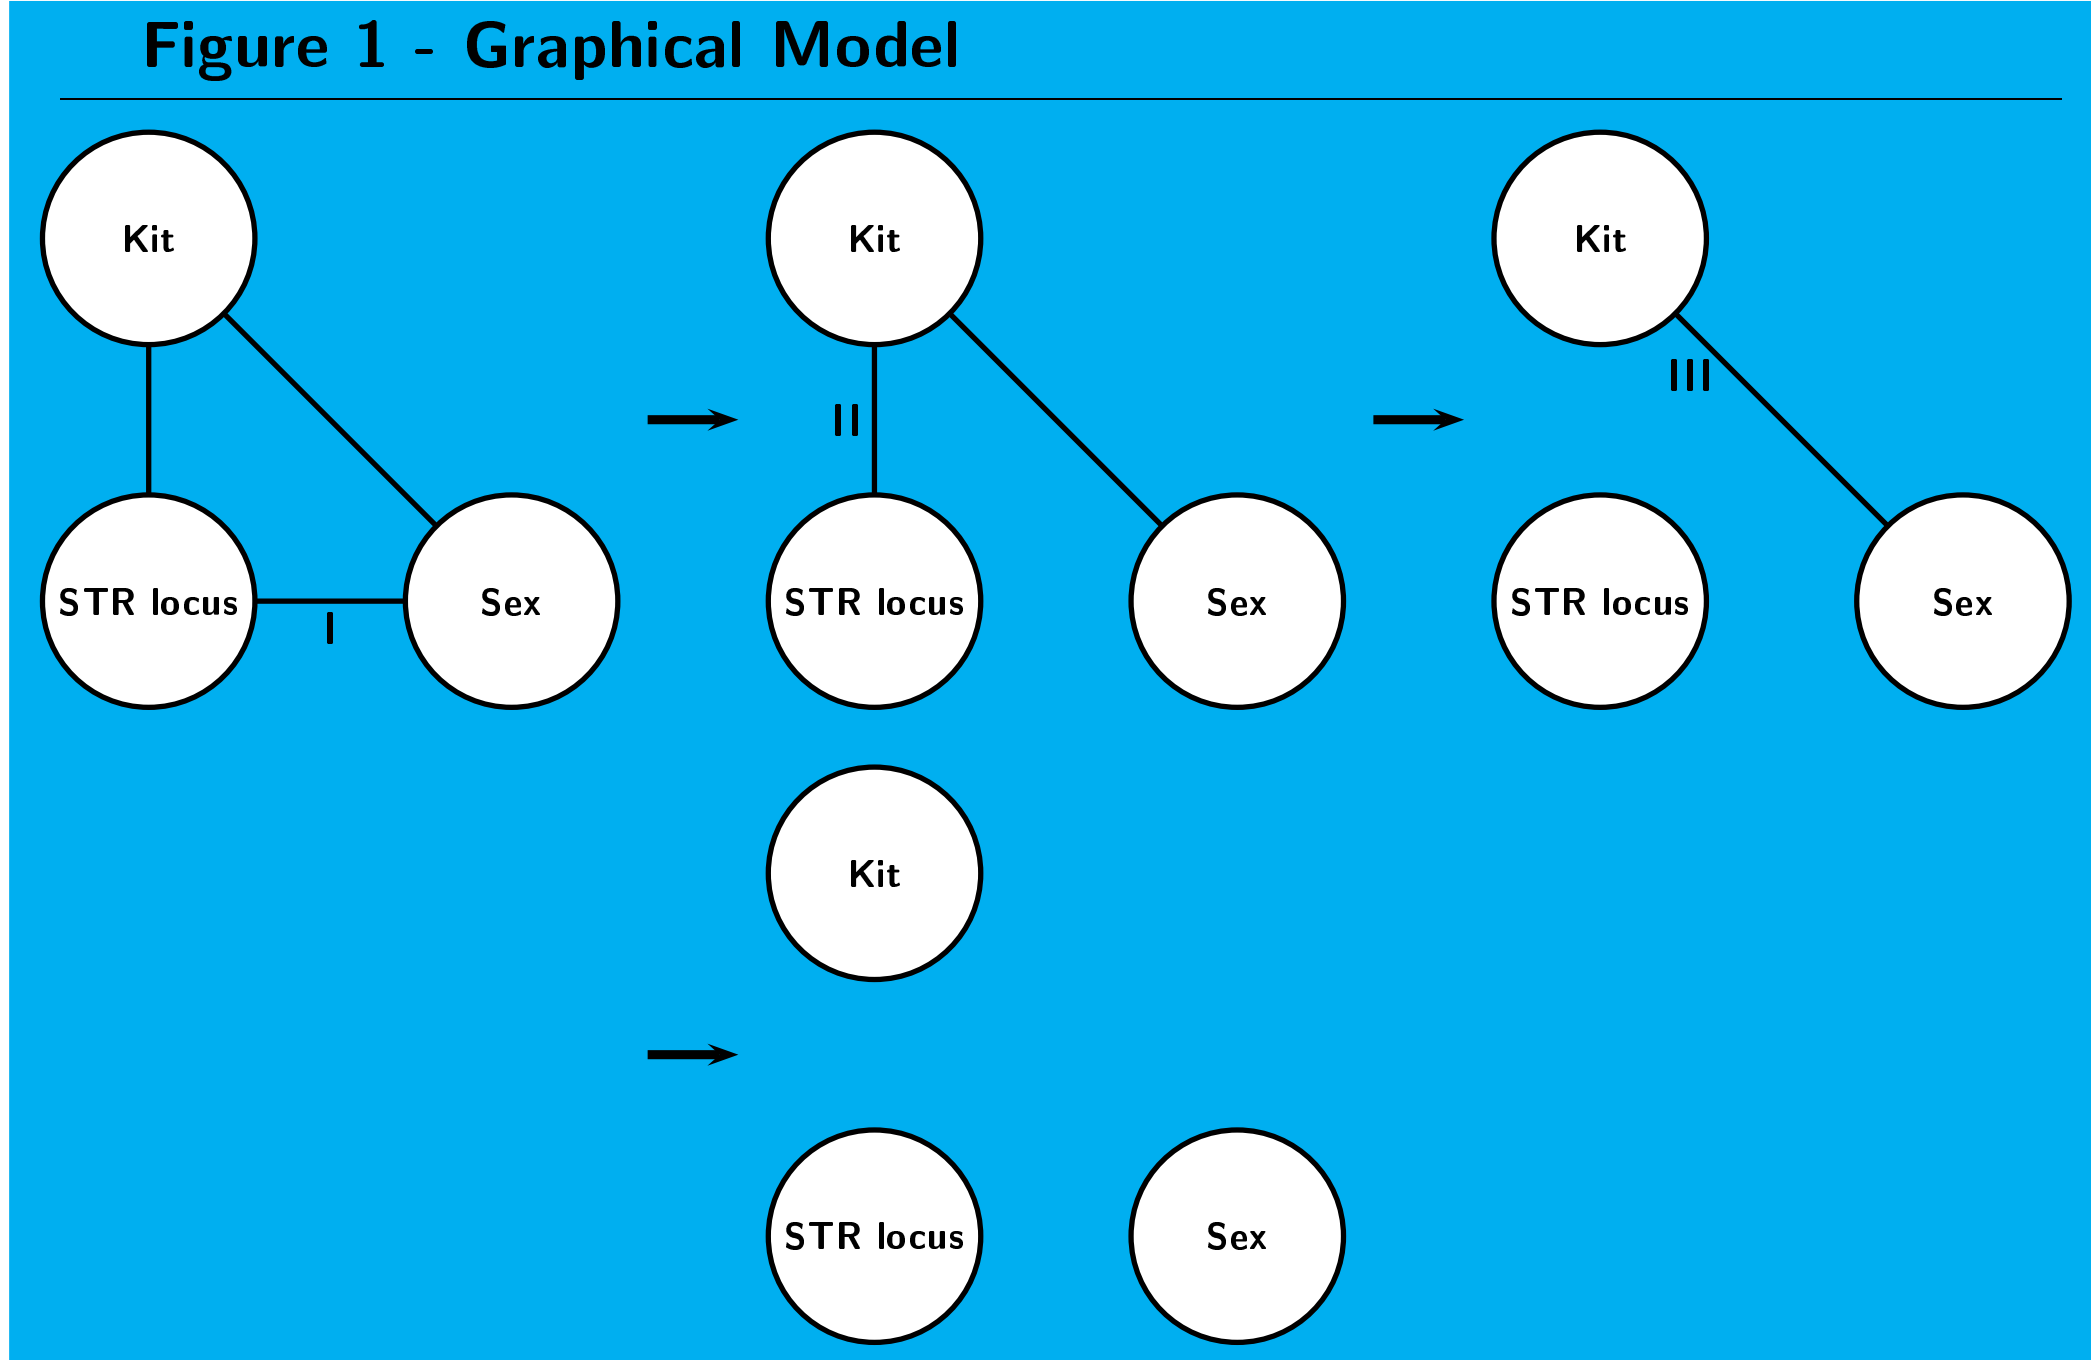 Figure 1 - Graphical Model
Kit
Kit
Kit
III
II
STR locus
Sex
STR locus
Sex
STR locus
Sex
I
Kit
STR locus
Sex